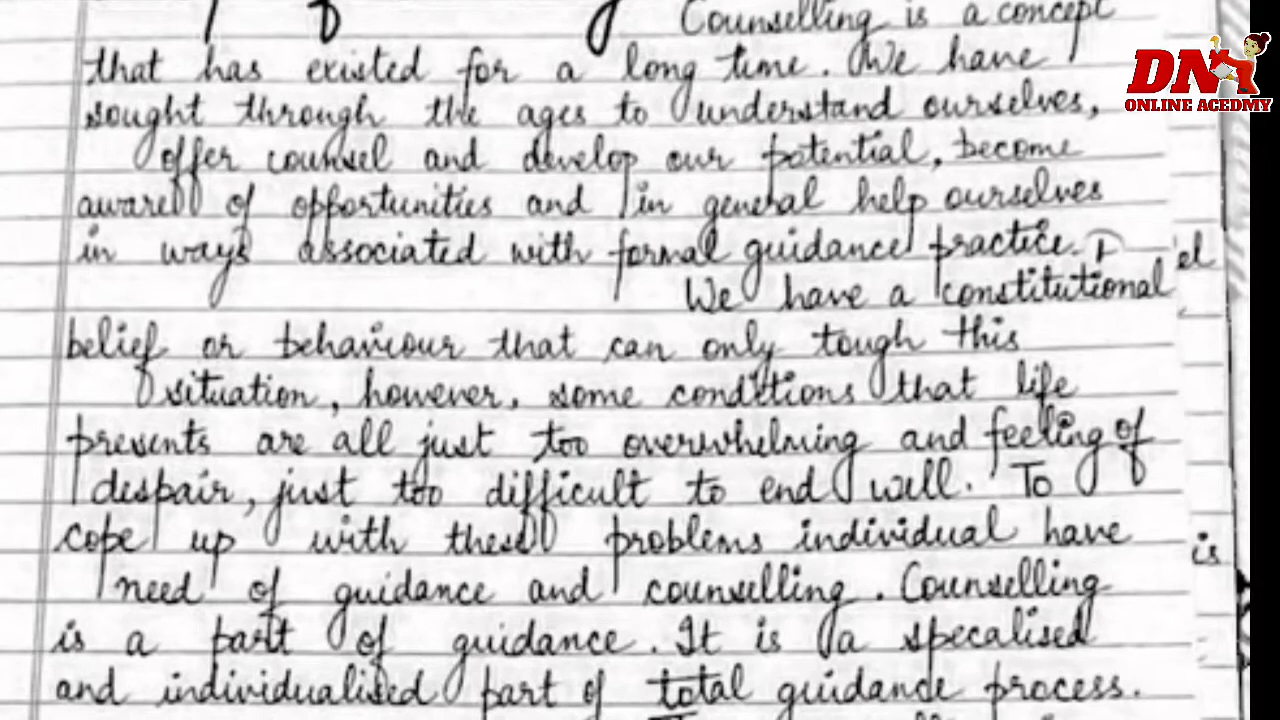 Counselling is a concept
that has existed for a long time. We have
sought through the ages to understand ourselves,
offer counsel and develop our potential, become
aware of opportunities and in general help ourselves
in ways associated with formal guidance practice.
We have a constitutional
belief or behaviour that can only tough this
situation, however, some conditions that life
presents are all just too overwhelming and feeling of
despair, just too difficult to end well. To
cope up with these problems individual have
need of guidance and counselling. Counselling
is a part of guidance. It is a specalised
and individualised part of total guidance process.
el
is
DNA
ONLINE ACEDMY